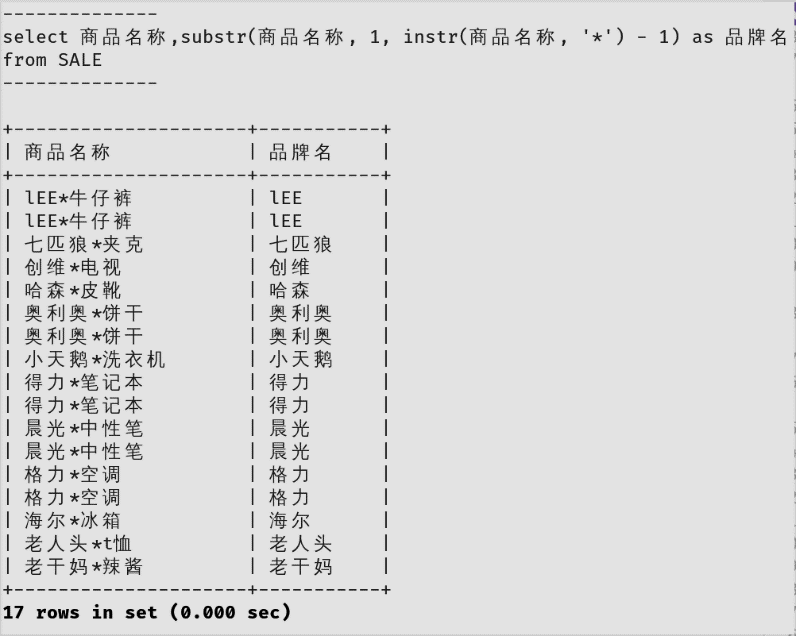 --------------
select 商品名称,substr(商品名称, 1, instr(商品名称, '*') - 1) as 品牌名
from SALE
--------------
+---------------------+-----------+
| 商品名称 | 品牌名 |
+---------------------+-----------+
| lEE*牛仔裤 | lEE |
| lEE*牛仔裤 | lEE |
| 七匹狼*夹克 | 七匹狼 |
| 创维*电视 | 创维 |
| 哈森*皮靴 | 哈森 |
| 奥利奥*饼干 | 奥利奥 |
| 奥利奥*饼干 | 奥利奥 |
| 小天鹅*洗衣机 | 小天鹅 |
| 得力*笔记本 | 得力 |
| 得力*笔记本 | 得力 |
| 晨光*中性笔 | 晨光 |
| 晨光*中性笔 | 晨光 |
| 格力*空调 | 格力 |
| 格力*空调 | 格力 |
| 海尔*冰箱 | 海尔 |
| 老人头*t恤 | 老人头 |
| 老干妈*辣酱 | 老干妈 |
+---------------------+-----------+
17 rows in set (0.000 sec)